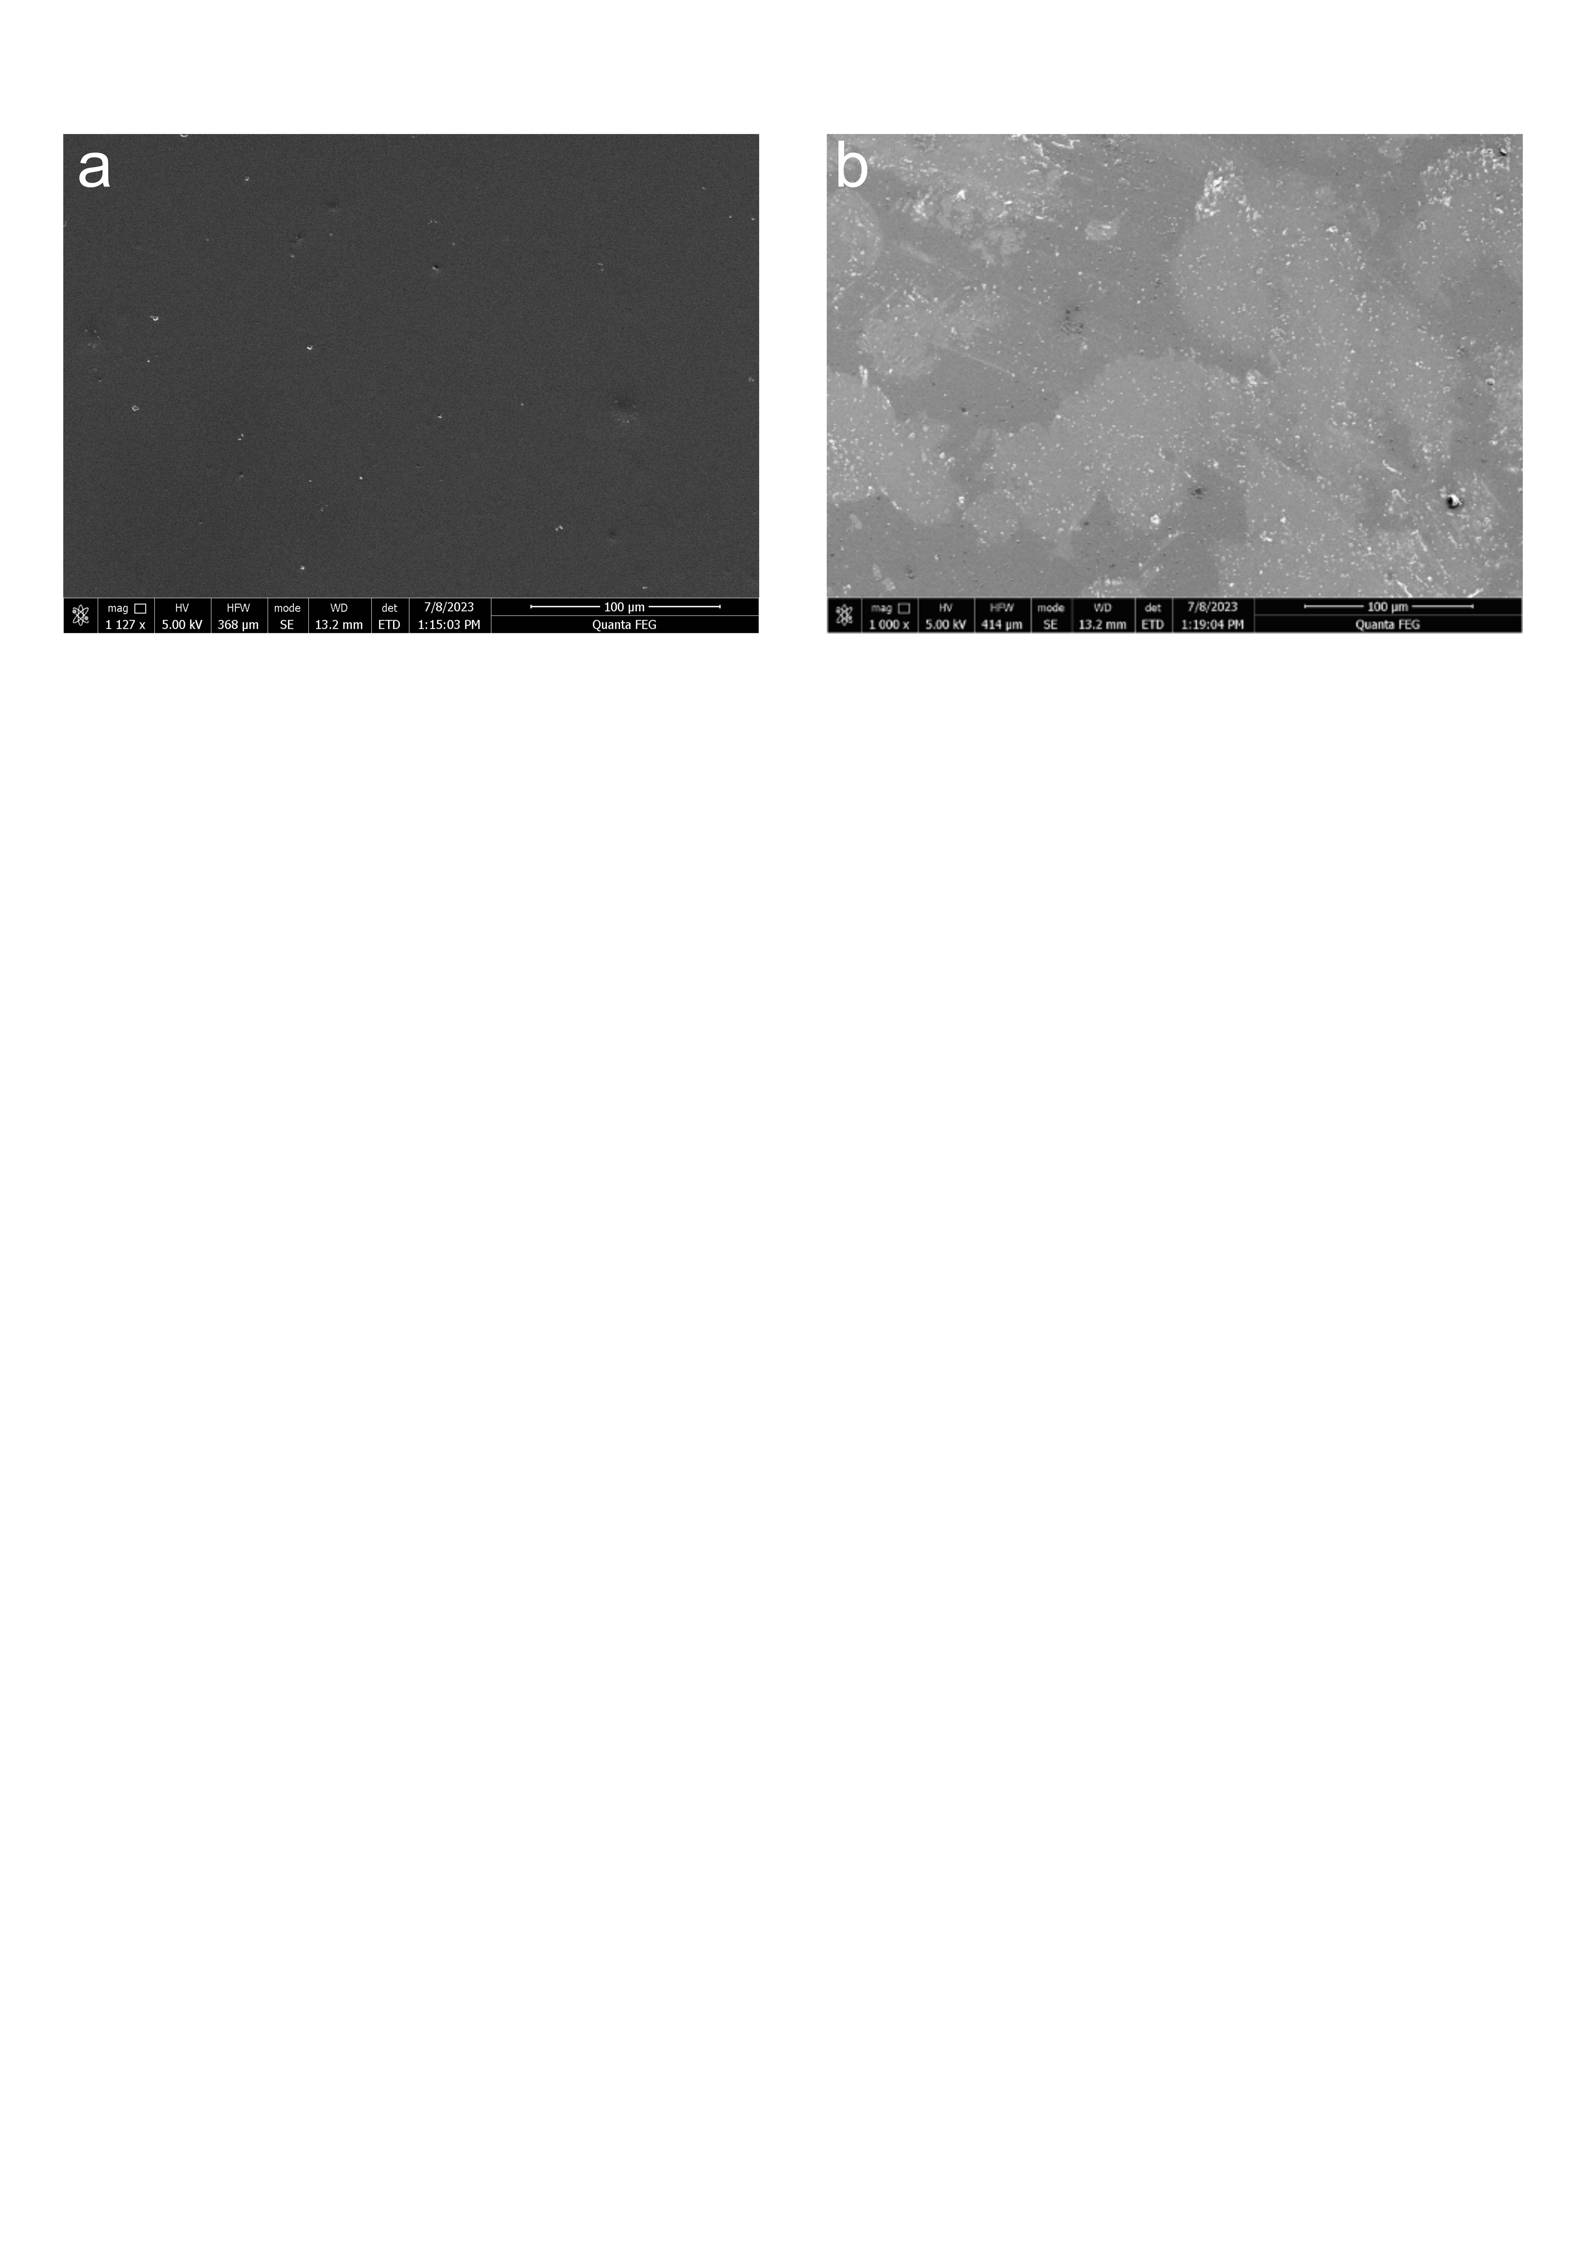 a
mag HV HFW mode WD det 7/8/2023 100 µm
1 127 x 5.00 kV 368 µm SE 13.2 mm ETD 1:15:03 PM Quanta FEG
b
mag HV HFW mode WD det 7/8/2023 100 µm
1 000 x 5.00 kV 414 µm SE 13.2 mm ETD 1:19:04 PM Quanta FEG